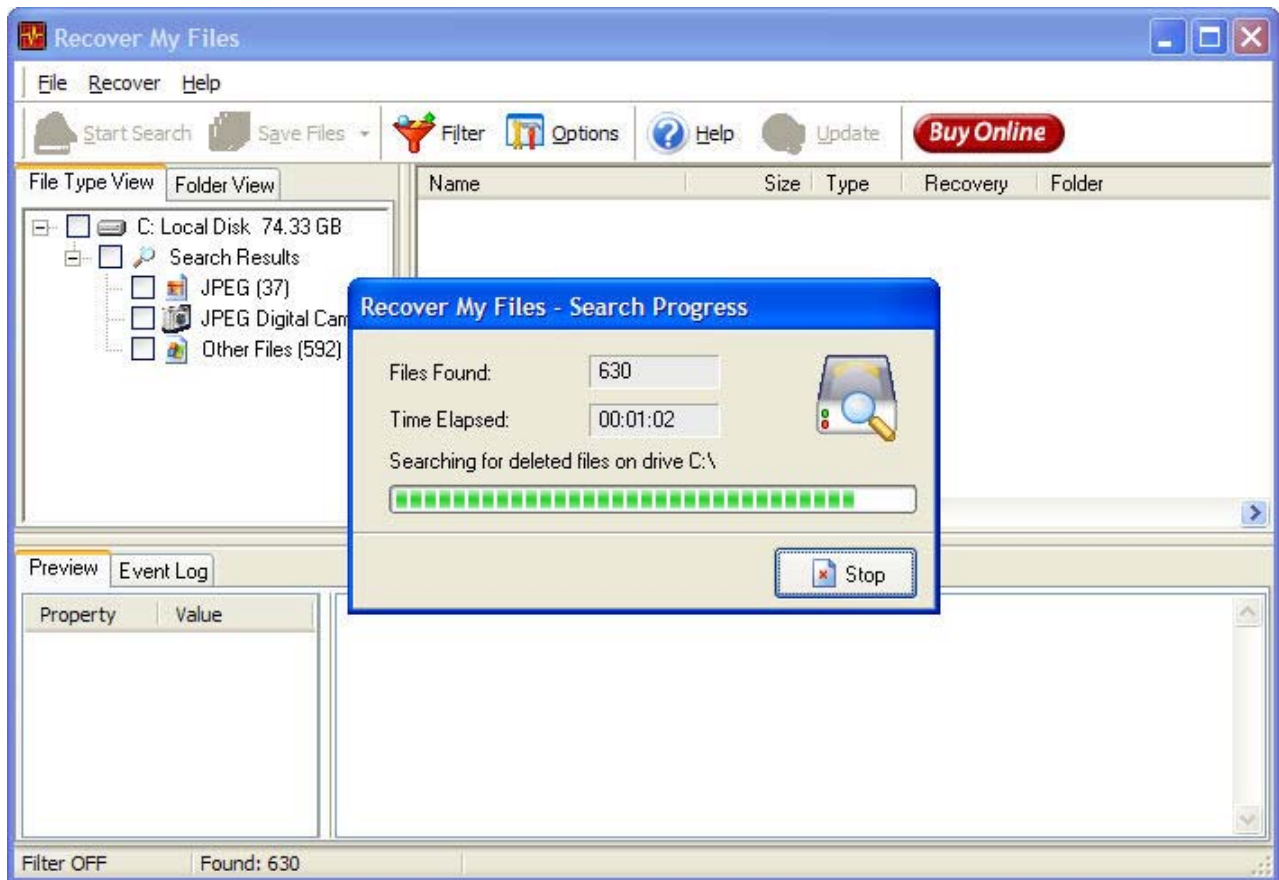 Recover My Files
File Recover Help
Start Search Save Files Filter Options Help Update Buy Online
File Type View Folder View
Name Size Type Recovery Folder
C: Local Disk 74.33 GB
Search Results
JPEG (37)
JPEG Digital Cam
Other Files (592)
Recover My Files - Search Progress
Files Found: 630
Time Elapsed: 00:01:02
Searching for deleted files on drive C:\
Stop
Preview Event Log
Property Value
Filter OFF Found: 630